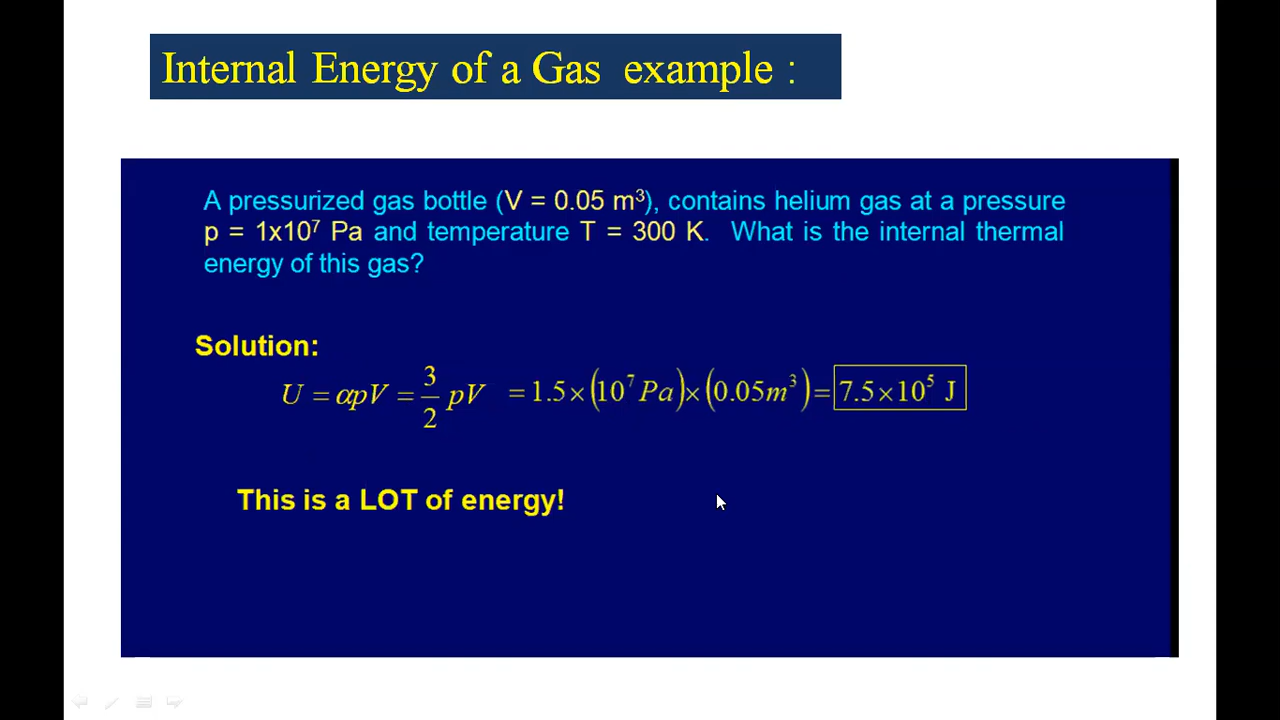 Internal Energy of a Gas example :
A pressurized gas bottle (V = 0.05 m³), contains helium gas at a pressure
p = 1x10⁷ Pa and temperature T = 300 K. What is the internal thermal
energy of this gas?
Solution:
U = αpV = 3/2 pV = 1.5 × (10⁷ Pa) × (0.05m³) = 7.5 × 10⁵ J
This is a LOT of energy!